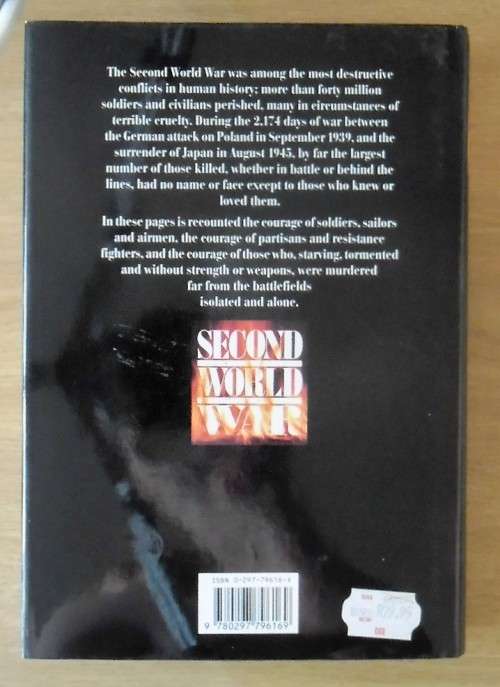 The Second World War was among the most destructive
conflicts in human history; more than forty million
soldiers and civilians perished, many in circumstances of
terrible cruelty. During the 2,174 days of war between
the German attack on Poland in September 1939, and the
surrender of Japan in August 1945, by far the largest
number of those killed, whether in battle or behind the
lines, had no name or face except to those who knew or
loved them.
In these pages is recounted the courage of soldiers, sailors
and airmen, the courage of partisans and resistance
fighters, and the courage of those who, starving, tormented
and without strength or weapons, were murdered
far from the battlefields
isolated and alone.
SECOND
WORLD
WAR
ISBN 0-297-79616-X
9 780297 796169